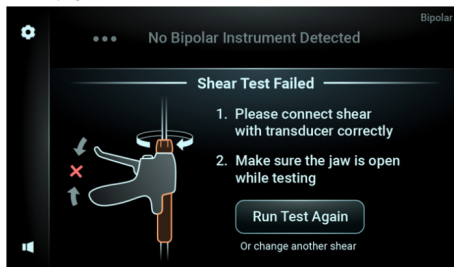 Bipolar
No Bipolar Instrument Detected
Shear Test Failed
1. Please connect shear
with transducer correctly
2. Make sure the jaw is open
while testing
Run Test Again
Or change another shear